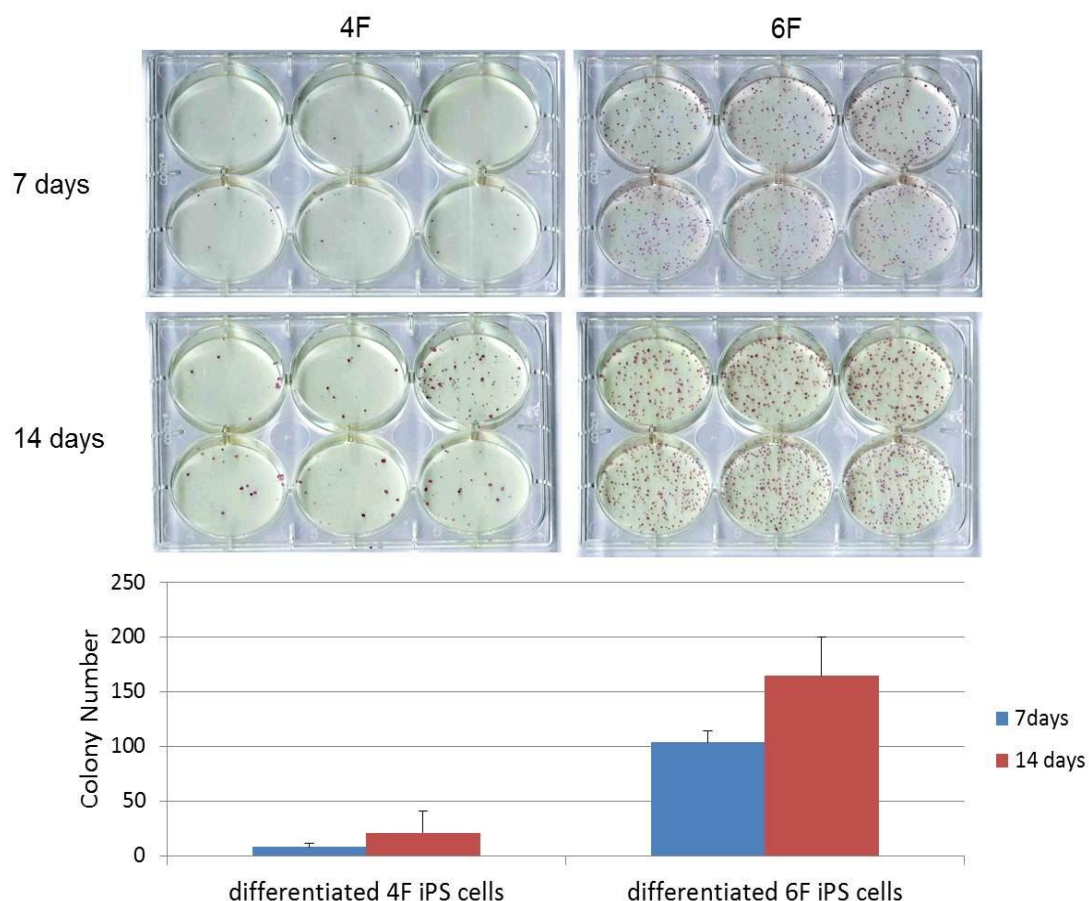 4F 6F
7 days
14 days
250
200
150
100
50
0
Colony Number
7days
14 days
differentiated 4F iPS cells differentiated 6F iPS cells